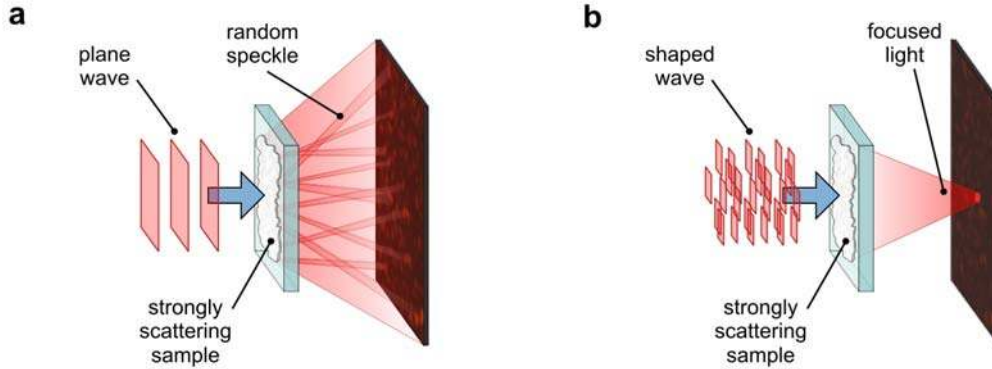 a
plane
wave
random
speckle
strongly
scattering
sample
b
shaped
wave
focused
light
strongly
scattering
sample